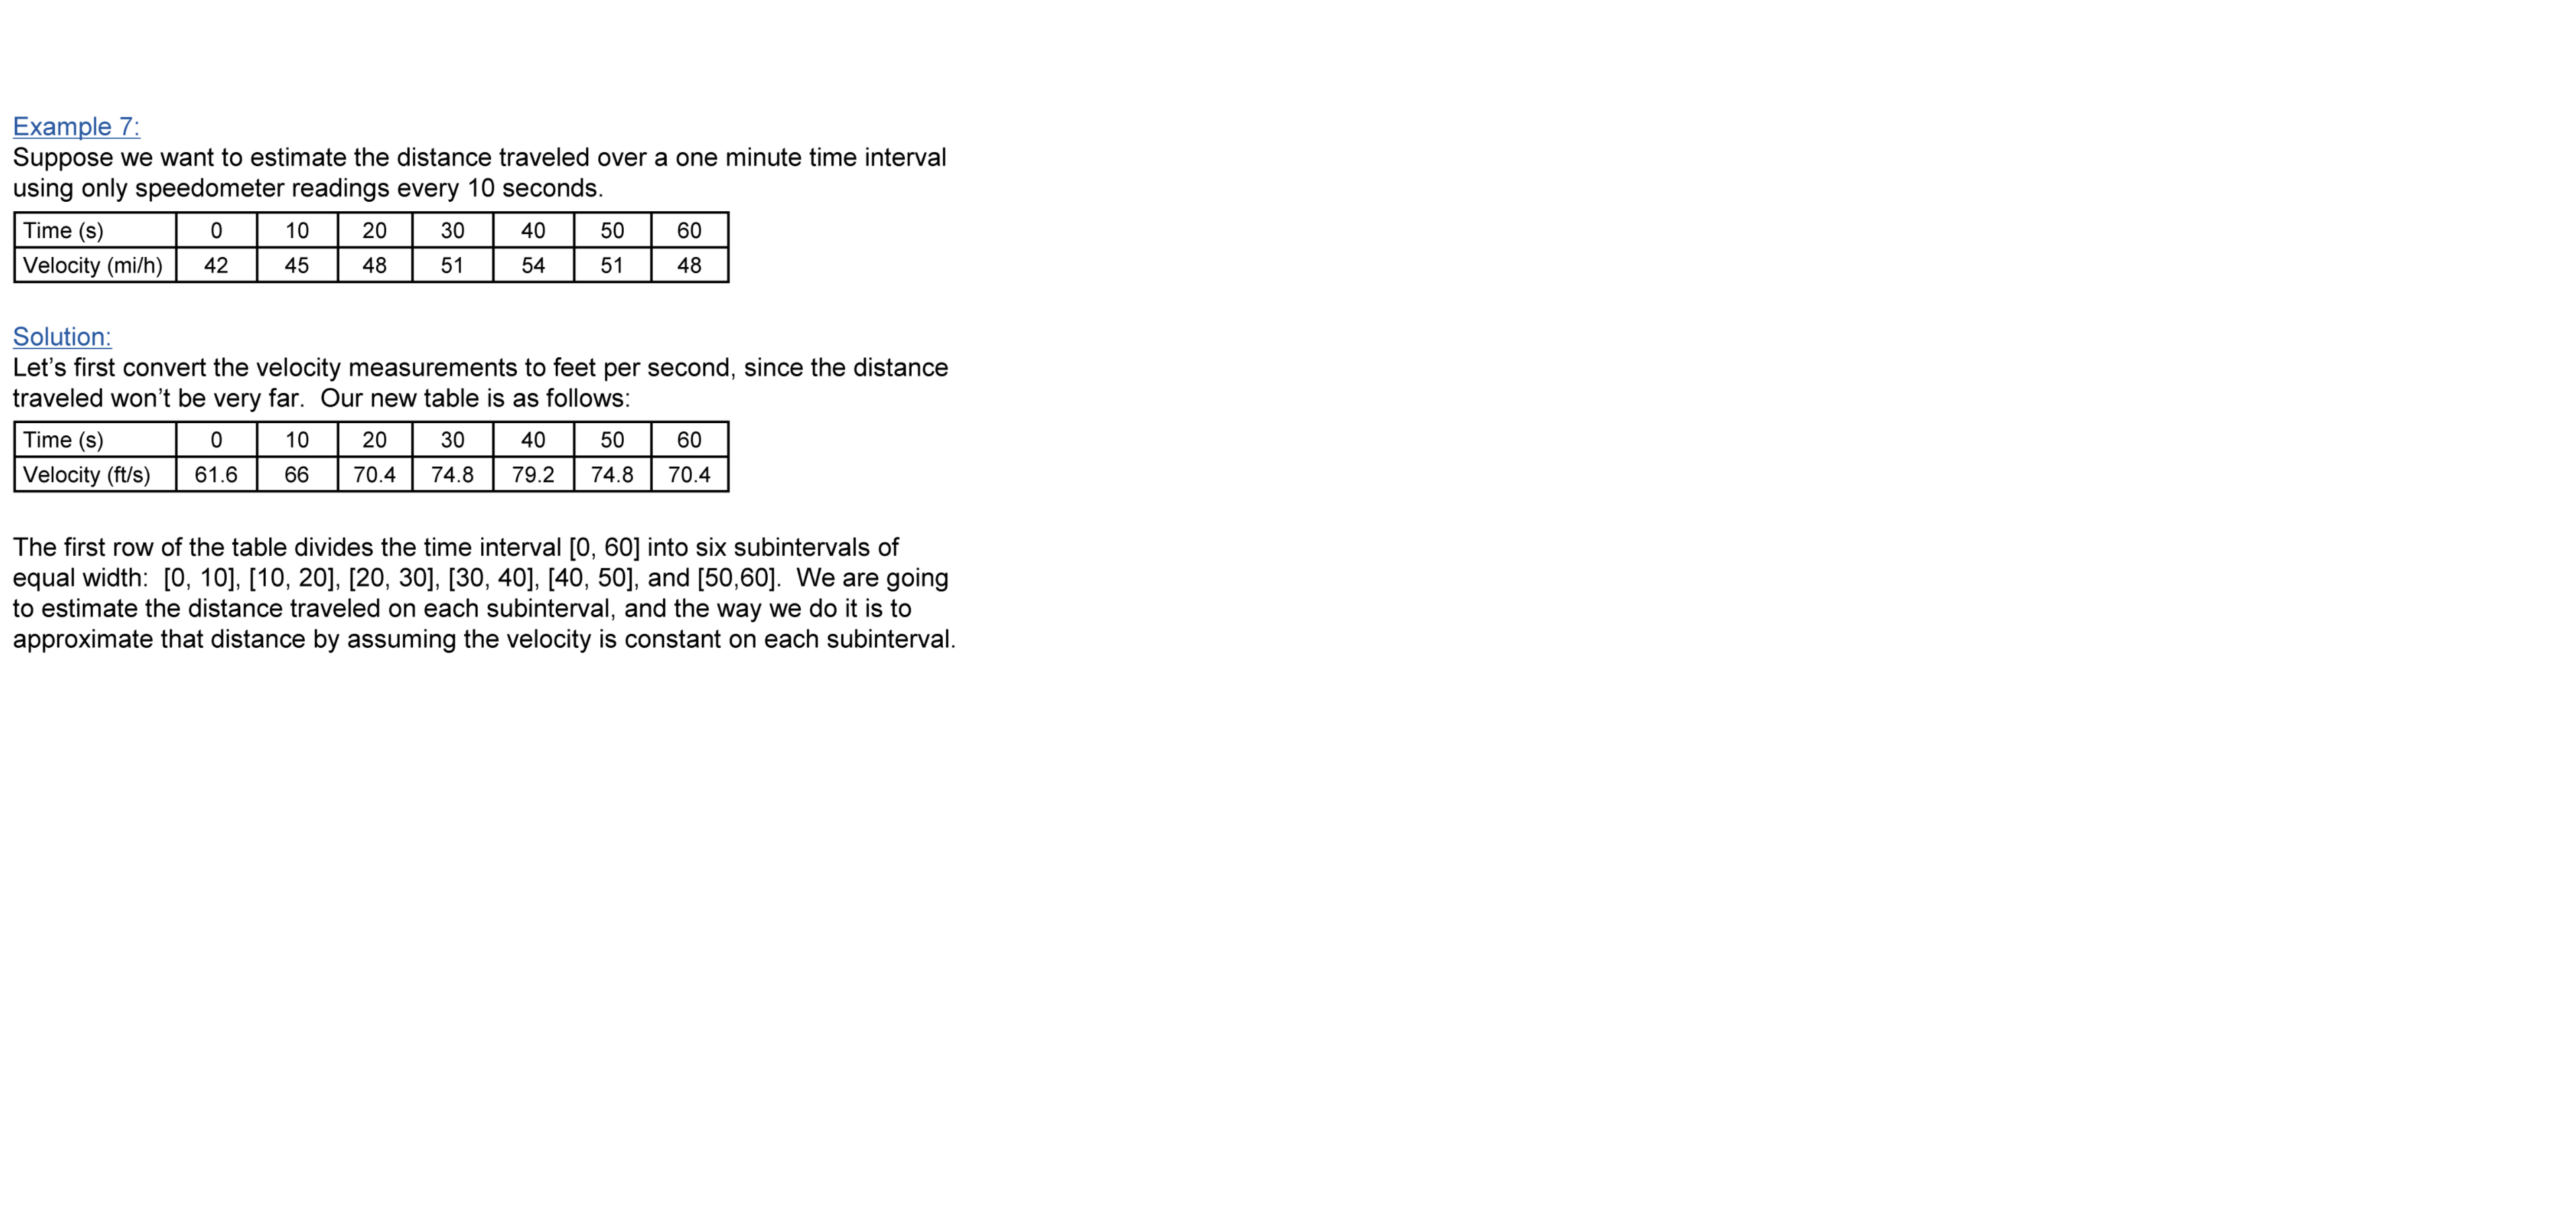 Example 7:
Suppose we want to estimate the distance traveled over a one minute time interval
using only speedometer readings every 10 seconds.
Time (s) 0 10 20 30 40 50 60
Velocity (mi/h) 42 45 48 51 54 51 48
Solution:
Let’s first convert the velocity measurements to feet per second, since the distance
traveled won’t be very far.  Our new table is as follows:
Time (s) 0 10 20 30 40 50 60
Velocity (ft/s) 61.6 66 70.4 74.8 79.2 74.8 70.4
The first row of the table divides the time interval [0, 60] into six subintervals of
equal width:  [0, 10], [10, 20], [20, 30], [30, 40], [40, 50], and [50,60].  We are going
to estimate the distance traveled on each subinterval, and the way we do it is to
approximate that distance by assuming the velocity is constant on each subinterval.